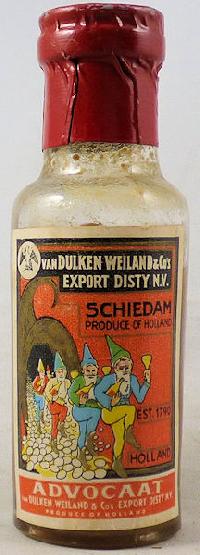 VAN DULKEN WEILAND & Co's
EXPORT DISTY N.V.
SCHIEDAM
PRODUCE OF HOLLAND
EST. 1790
HOLLAND
ADVOCAAT
VAN DULKEN WEILAND & Co's EXPORT DISTY N.V.
PRODUCE OF HOLLAND